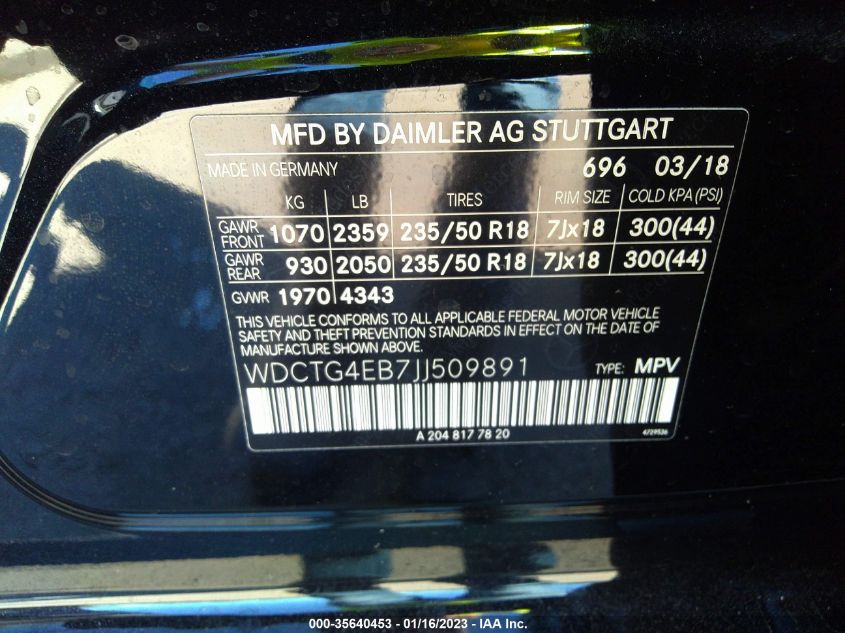 MFD BY DAIMLER AG STUTTGART
MADE IN GERMANY 696 03/18
KG LB TIRES RIM SIZE COLD KPA (PSI)
GAWR FRONT 1070 2359 235/50 R18 7Jx18 300(44)
GAWR REAR 930 2050 235/50 R18 7Jx18 300(44)
GVWR 1970 4343
THIS VEHICLE CONFORMS TO ALL APPLICABLE FEDERAL MOTOR VEHICLE
SAFETY AND THEFT PREVENTION STANDARDS IN EFFECT ON THE DATE OF
MANUFACTURE SHOWN ABOVE.
WDCTG4EB7JJ509891 TYPE: MPV
A 204 817 78 20 4729536
000-35640453 - 01/16/2023 - IAA Inc.